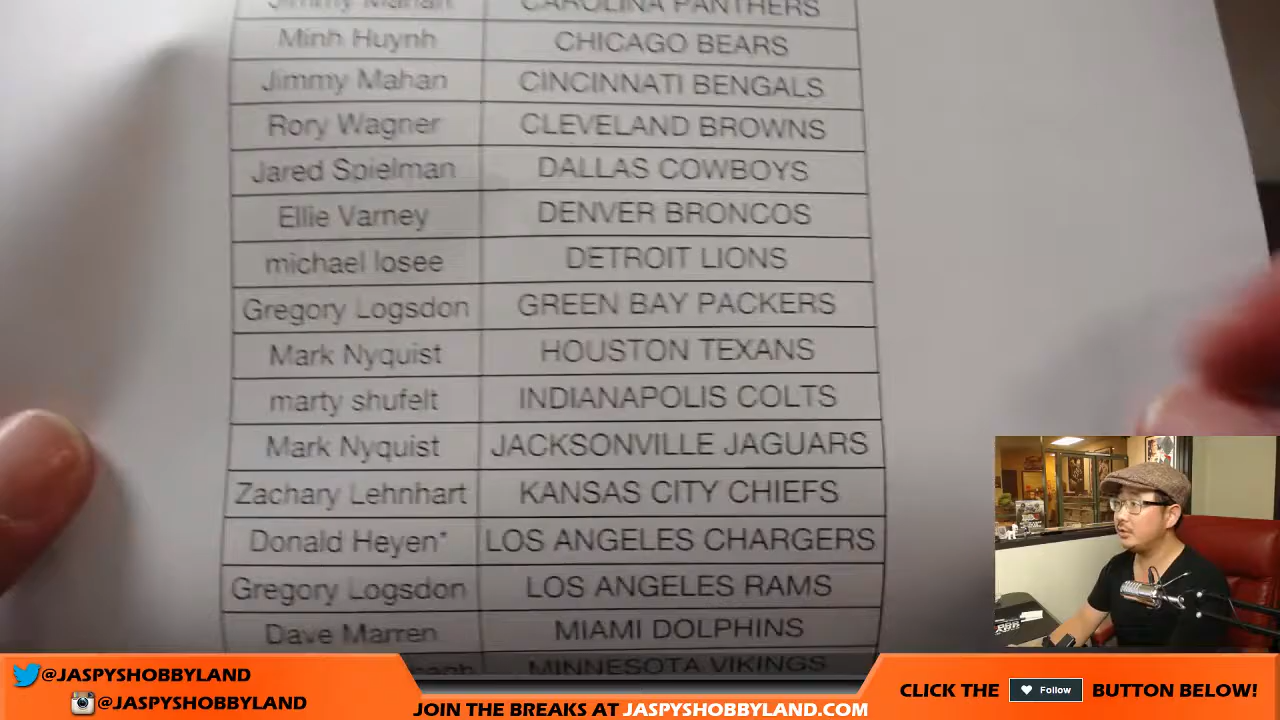 Jimmy Mahan CAROLINA PANTHERS
Minh Huynh CHICAGO BEARS
Jimmy Mahan CINCINNATI BENGALS
Rory Wagner CLEVELAND BROWNS
Jared Spielman DALLAS COWBOYS
Ellie Varney DENVER BRONCOS
michael losee DETROIT LIONS
Gregory Logsdon GREEN BAY PACKERS
Mark Nyquist HOUSTON TEXANS
marty shufelt INDIANAPOLIS COLTS
Mark Nyquist JACKSONVILLE JAGUARS
Zachary Lehnhart KANSAS CITY CHIEFS
Donald Heyen* LOS ANGELES CHARGERS
Gregory Logsdon LOS ANGELES RAMS
Dave Marren MIAMI DOLPHINS
MINNESOTA VIKINGS
@JASPYSHOBBYLAND
@JASPYSHOBBYLAND
JOIN THE BREAKS AT JASPYSHOBBYLAND.COM
CLICK THE Follow BUTTON BELOW!